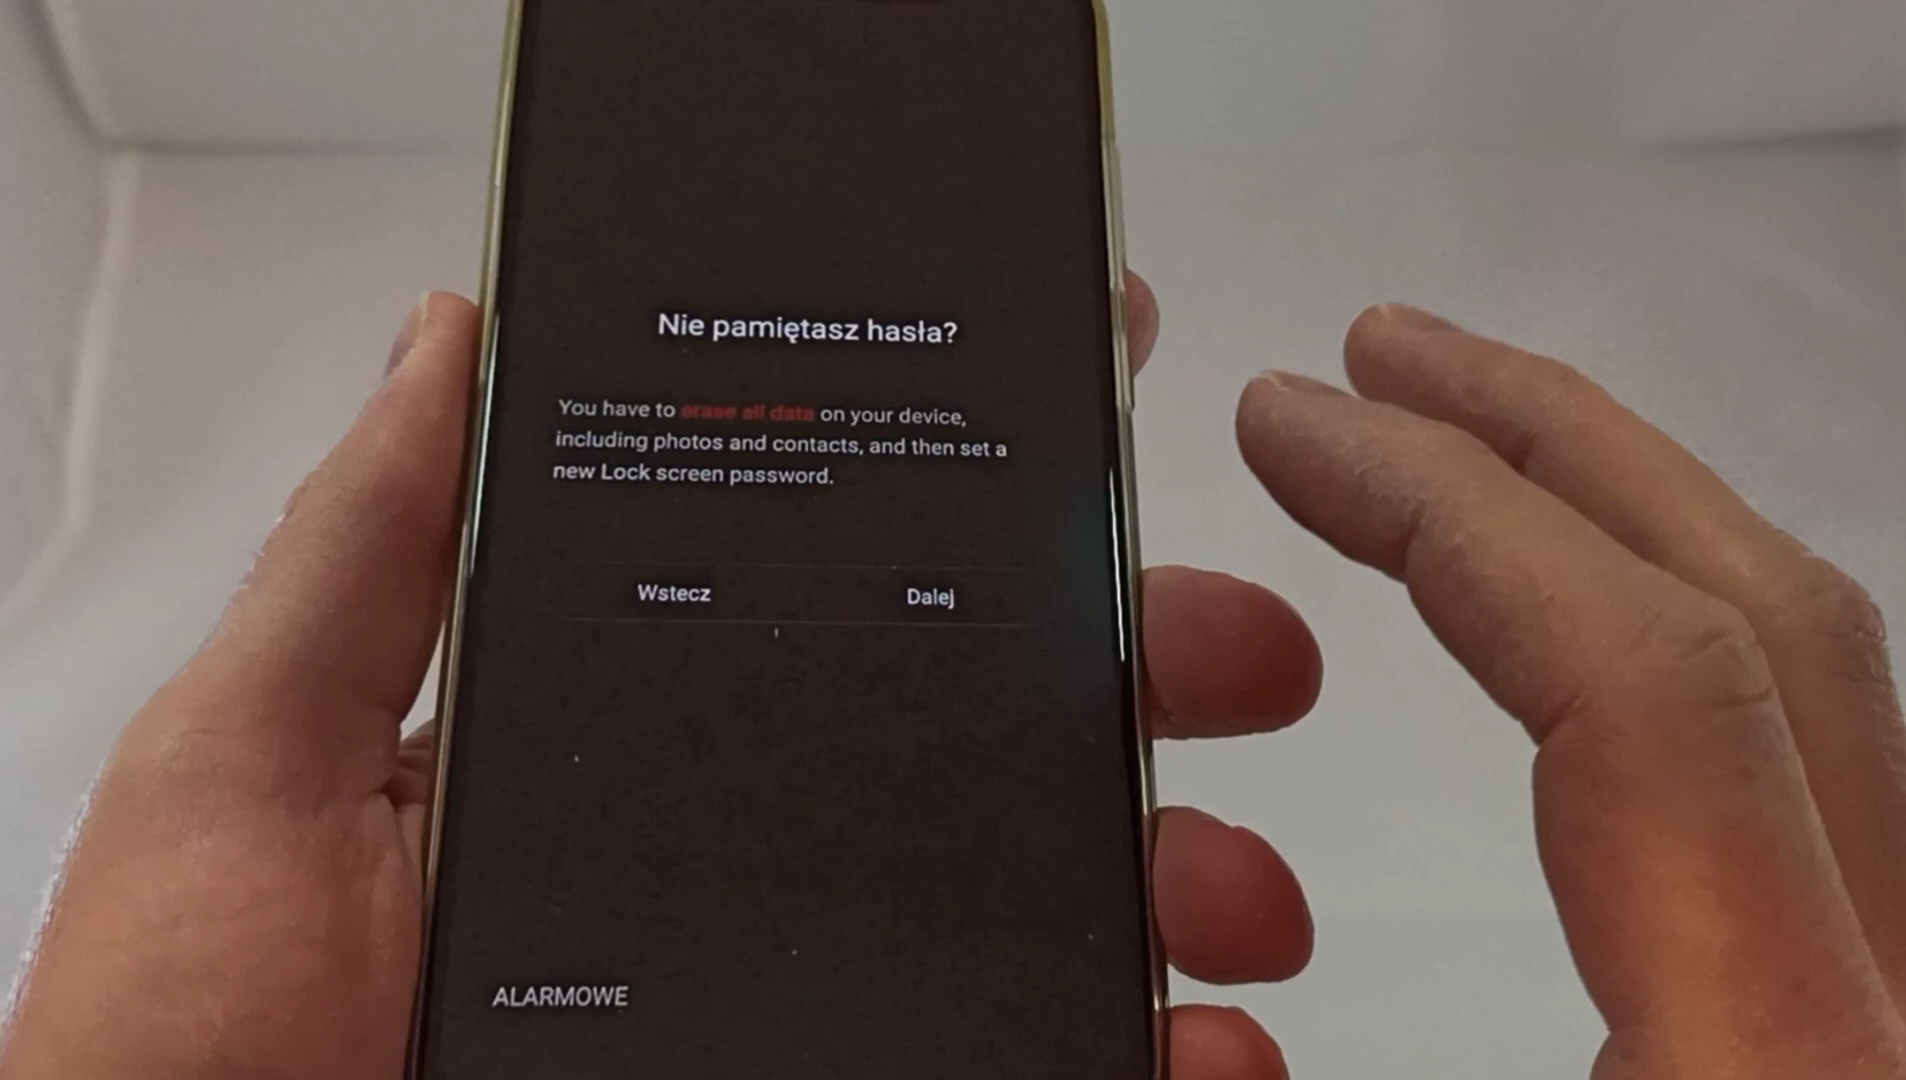 Nie pamiętasz hasła?
You have to erase all data on your device,
including photos and contacts, and then set a
new Lock screen password.
Wstecz Dalej
ALARMOWE